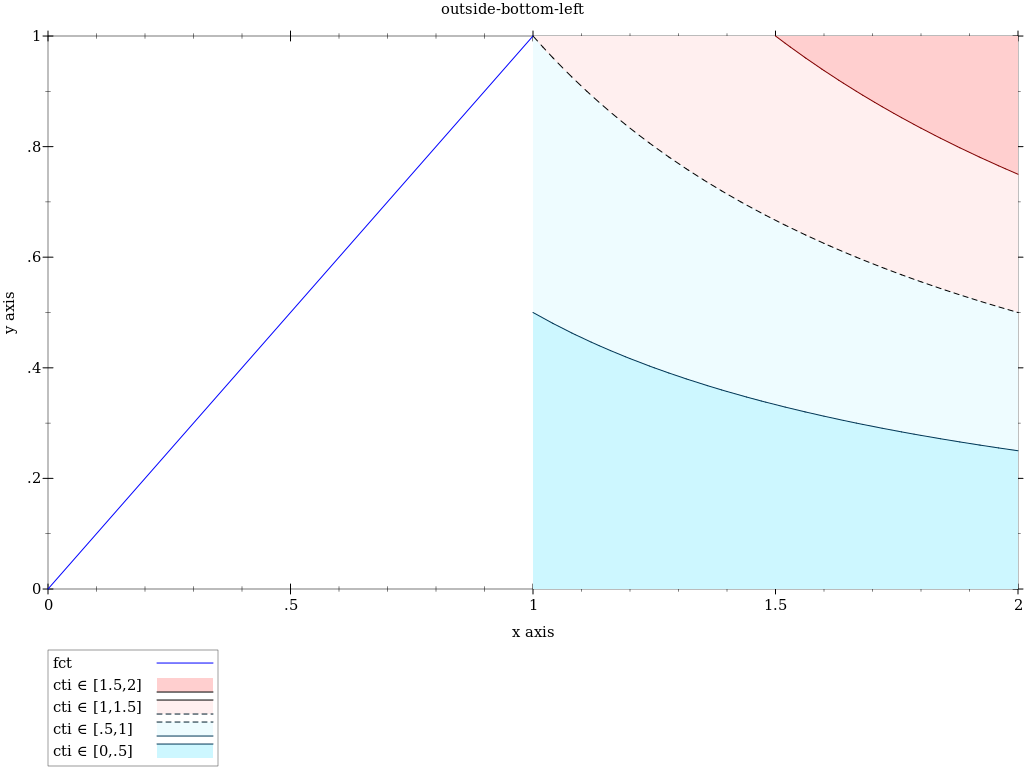 outside-bottom-left
1
.8
.6
.4
.2
0
y axis
0 .5 1 1.5 2
x axis
fct
cti ∈ [1.5,2]
cti ∈ [1,1.5]
cti ∈ [.5,1]
cti ∈ [0,.5]